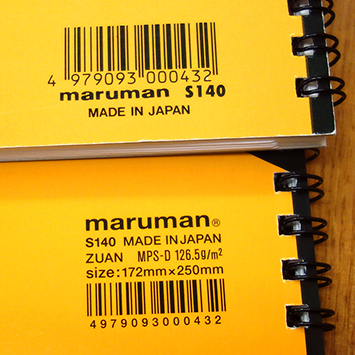 4 979093 000432
maruman S140
MADE IN JAPAN
maruman®
S140 MADE IN JAPAN
ZUAN MPS-D 126.5g/m²
size:172mm×250mm
4979093000432